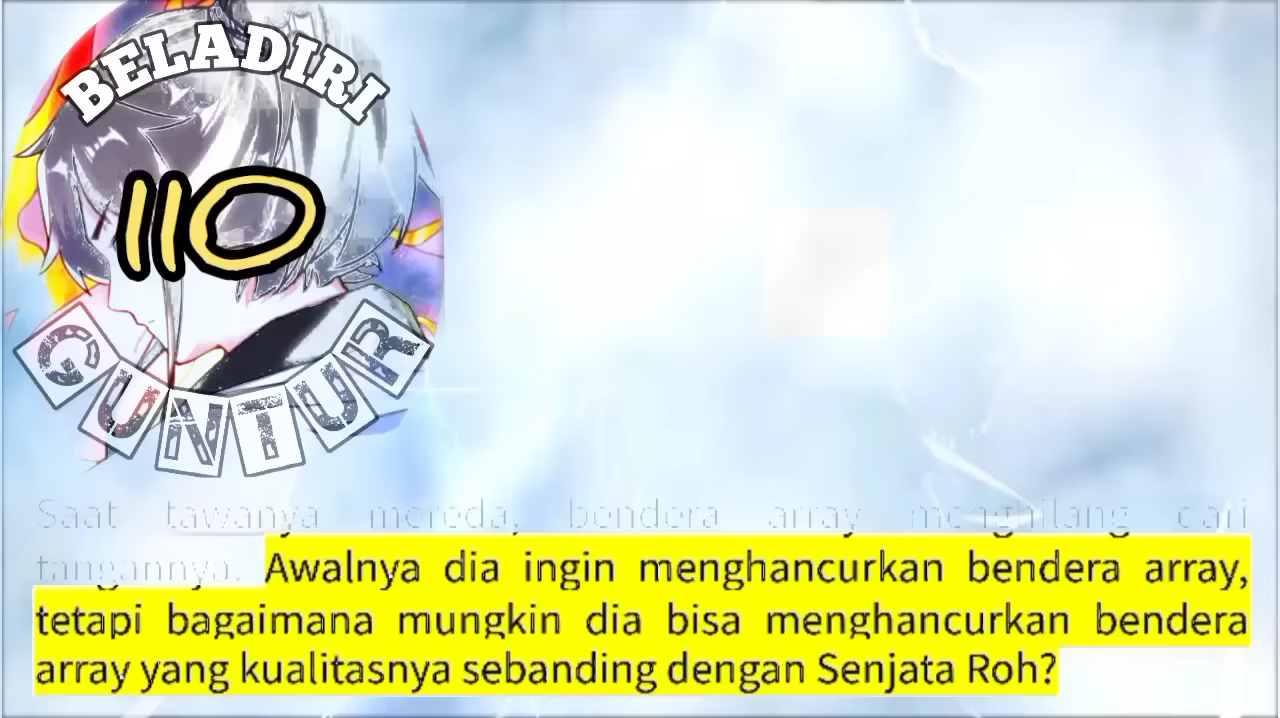 BELADIRI
110
GUNTUR
Saat tawanya mereda, bendera array menghilang dari
tangannya. Awalnya dia ingin menghancurkan bendera array,
tetapi bagaimana mungkin dia bisa menghancurkan bendera
array yang kualitasnya sebanding dengan Senjata Roh?